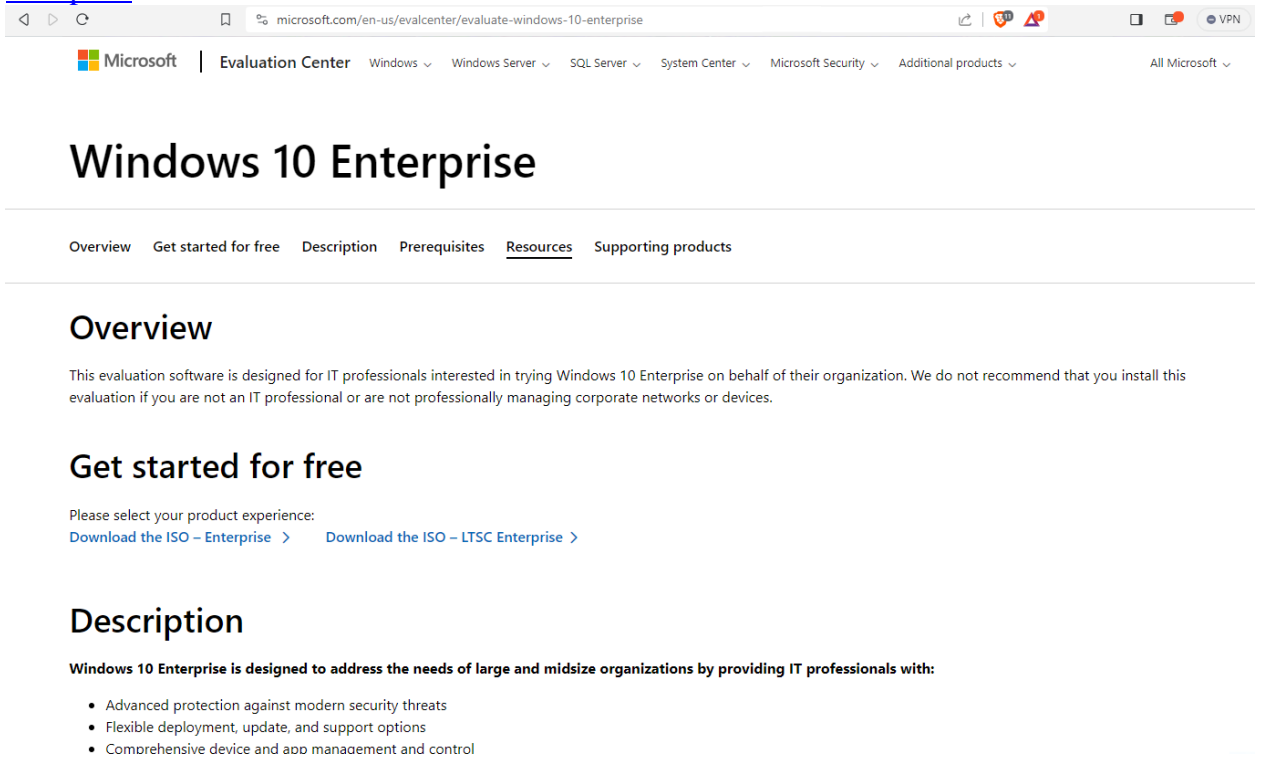 microsoft.com/en-us/evalcenter/evaluate-windows-10-enterprise VPN
Microsoft Evaluation Center Windows Windows Server SQL Server System Center Microsoft Security Additional products All Microsoft
Windows 10 Enterprise
Overview Get started for free Description Prerequisites Resources Supporting products
Overview
This evaluation software is designed for IT professionals interested in trying Windows 10 Enterprise on behalf of their organization. We do not recommend that you install this
evaluation if you are not an IT professional or are not professionally managing corporate networks or devices.
Get started for free
Please select your product experience:
Download the ISO – Enterprise Download the ISO – LTSC Enterprise
Description
Windows 10 Enterprise is designed to address the needs of large and midsize organizations by providing IT professionals with:
• Advanced protection against modern security threats
• Flexible deployment, update, and support options
• Comprehensive device and app management and control